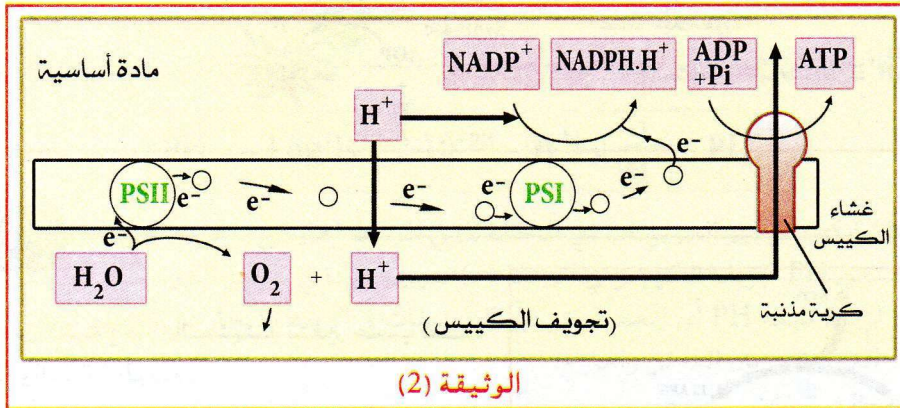 مادة أساسية
NADP⁺ NADPH.H⁺ ADP +Pi ATP
H⁺
PSII e⁻ e⁻ e⁻ e⁻ PSI e⁻ e⁻
غشاء
الكييس
e⁻
H₂O O₂ + H⁺
كرية مذنبة
(تجويف الكييس)
الوثيقة (2)